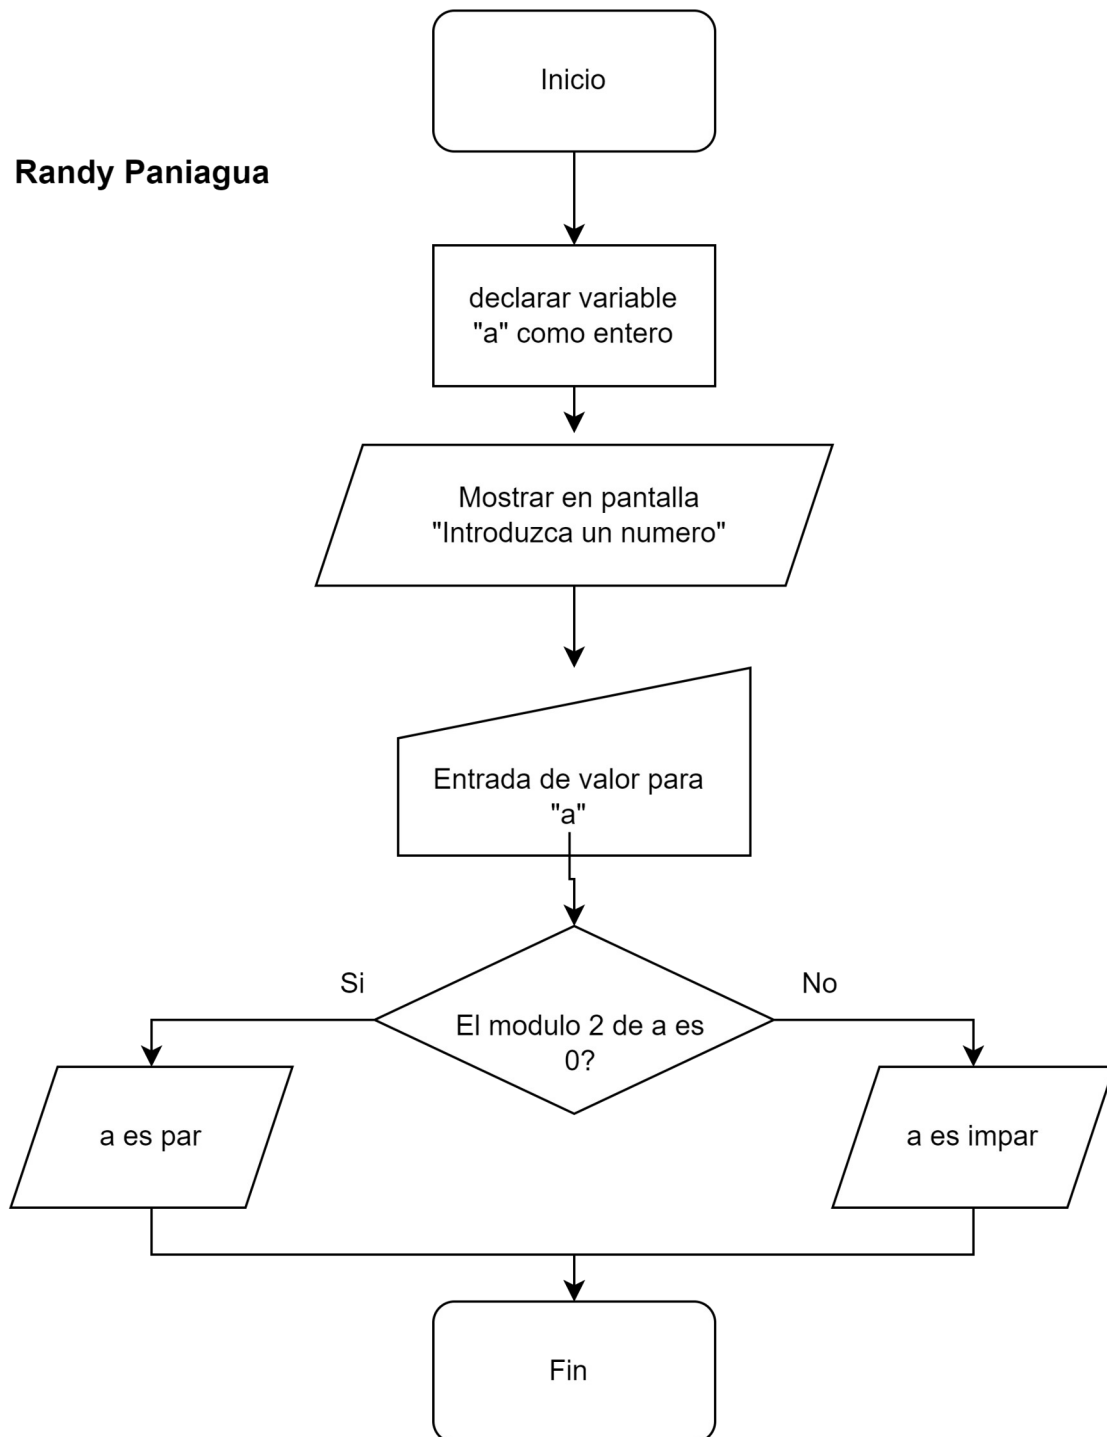 Inicio
Randy Paniagua
declarar variable
"a" como entero
Mostrar en pantalla
"Introduzca un numero"
Entrada de valor para
"a"
Si
No
El modulo 2 de a es
0?
a es par
a es impar
Fin